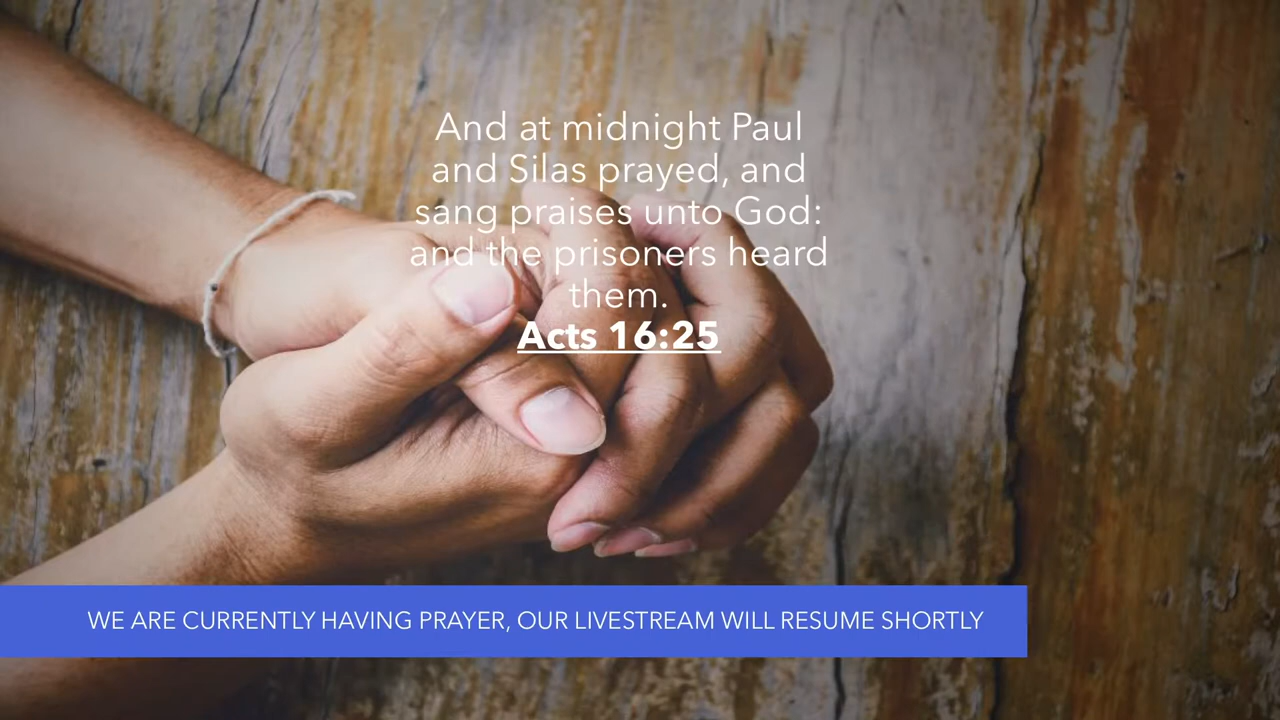 And at midnight Paul
and Silas prayed, and
sang praises unto God:
and the prisoners heard
them.
Acts 16:25
WE ARE CURRENTLY HAVING PRAYER, OUR LIVESTREAM WILL RESUME SHORTLY